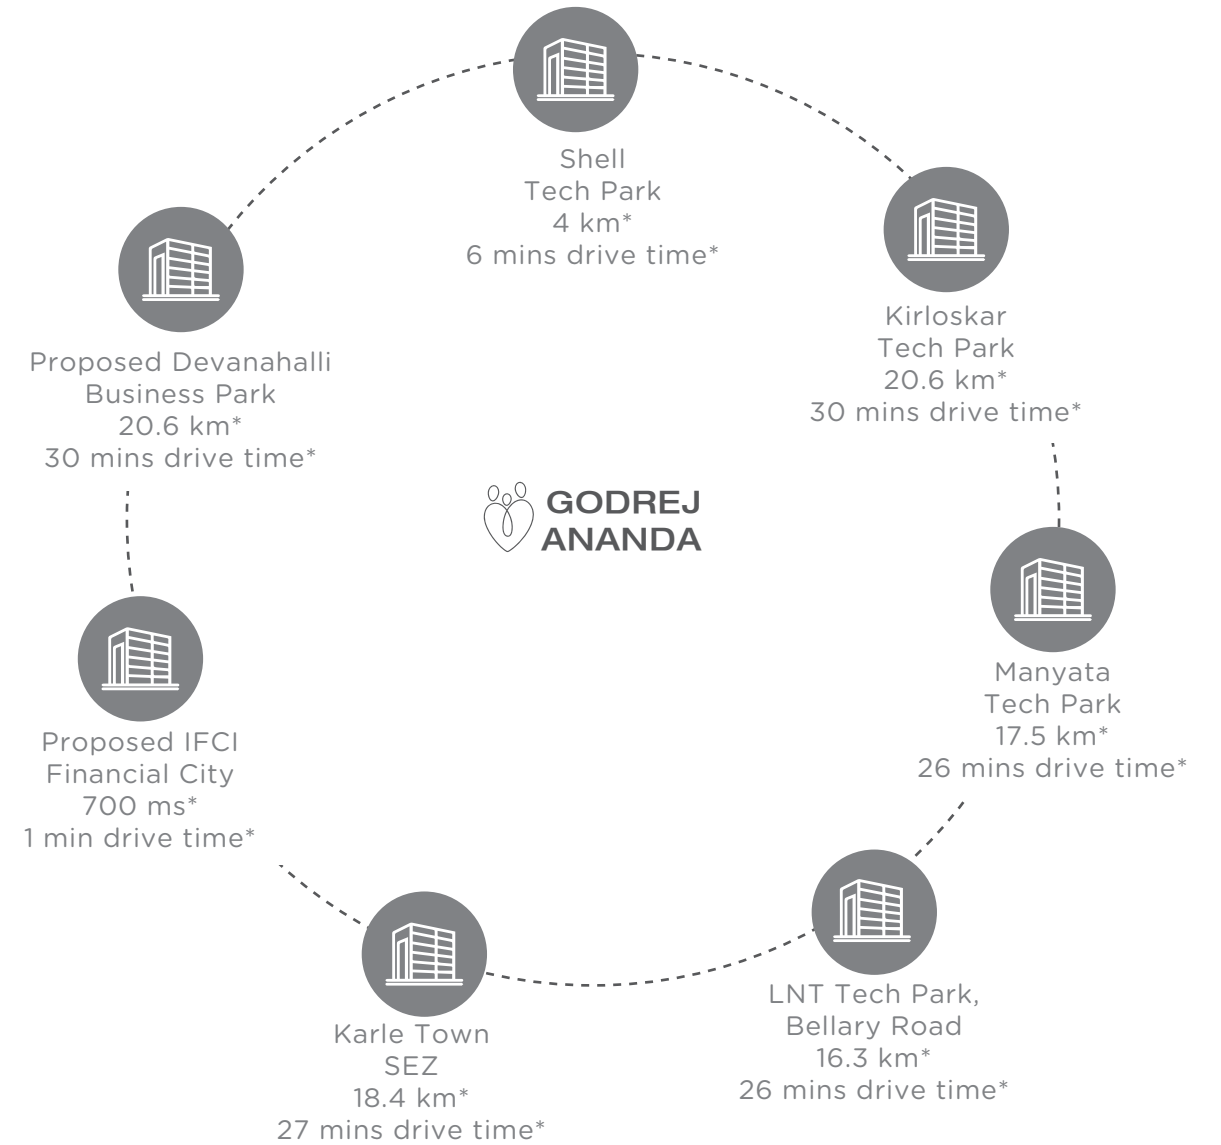 Shell
Tech Park
4 km*
6 mins drive time*
Kirloskar
Tech Park
20.6 km*
30 mins drive time*
Proposed Devanahalli
Business Park
20.6 km*
30 mins drive time*
GODREJ
ANANDA
Manyata
Tech Park
17.5 km*
26 mins drive time*
Proposed IFCI
Financial City
700 ms*
1 min drive time*
LNT Tech Park,
Bellary Road
16.3 km*
26 mins drive time*
Karle Town
SEZ
18.4 km*
27 mins drive time*